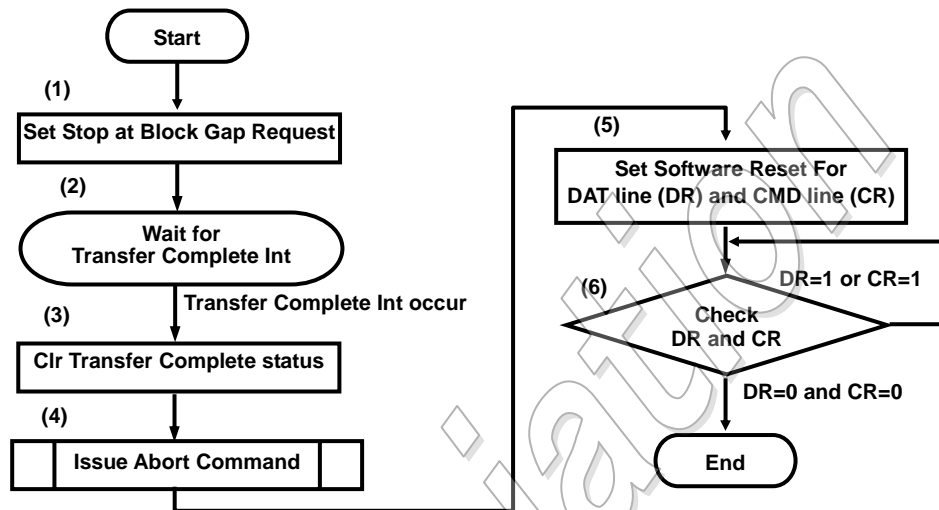 Start
(1)
Set Stop at Block Gap Request
(2)
Wait for
Transfer Complete Int
Transfer Complete Int occur
(3)
Clr Transfer Complete status
(4)
Issue Abort Command
(5)
Set Software Reset For
DAT line (DR) and CMD line (CR)
DR=1 or CR=1
(6)
Check
DR and CR
DR=0 and CR=0
End
iation